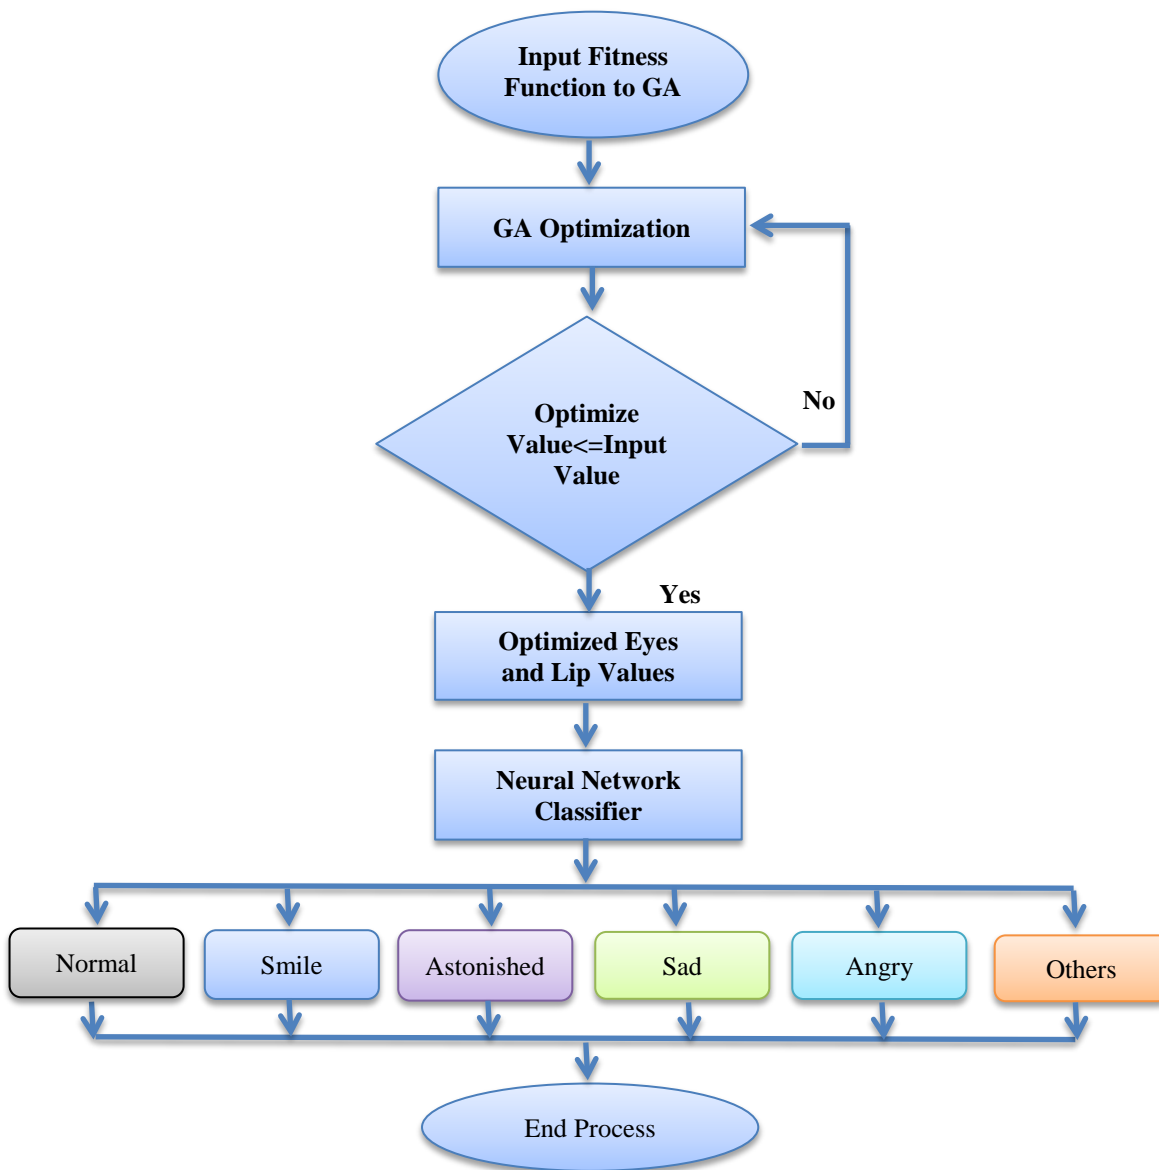 Input Fitness
Function to GA
GA Optimization
No
Optimize
Value<=Input
Value
Yes
Optimized Eyes
and Lip Values
Neural Network
Classifier
Normal
Smile
Astonished
Sad
Angry
Others
End Process